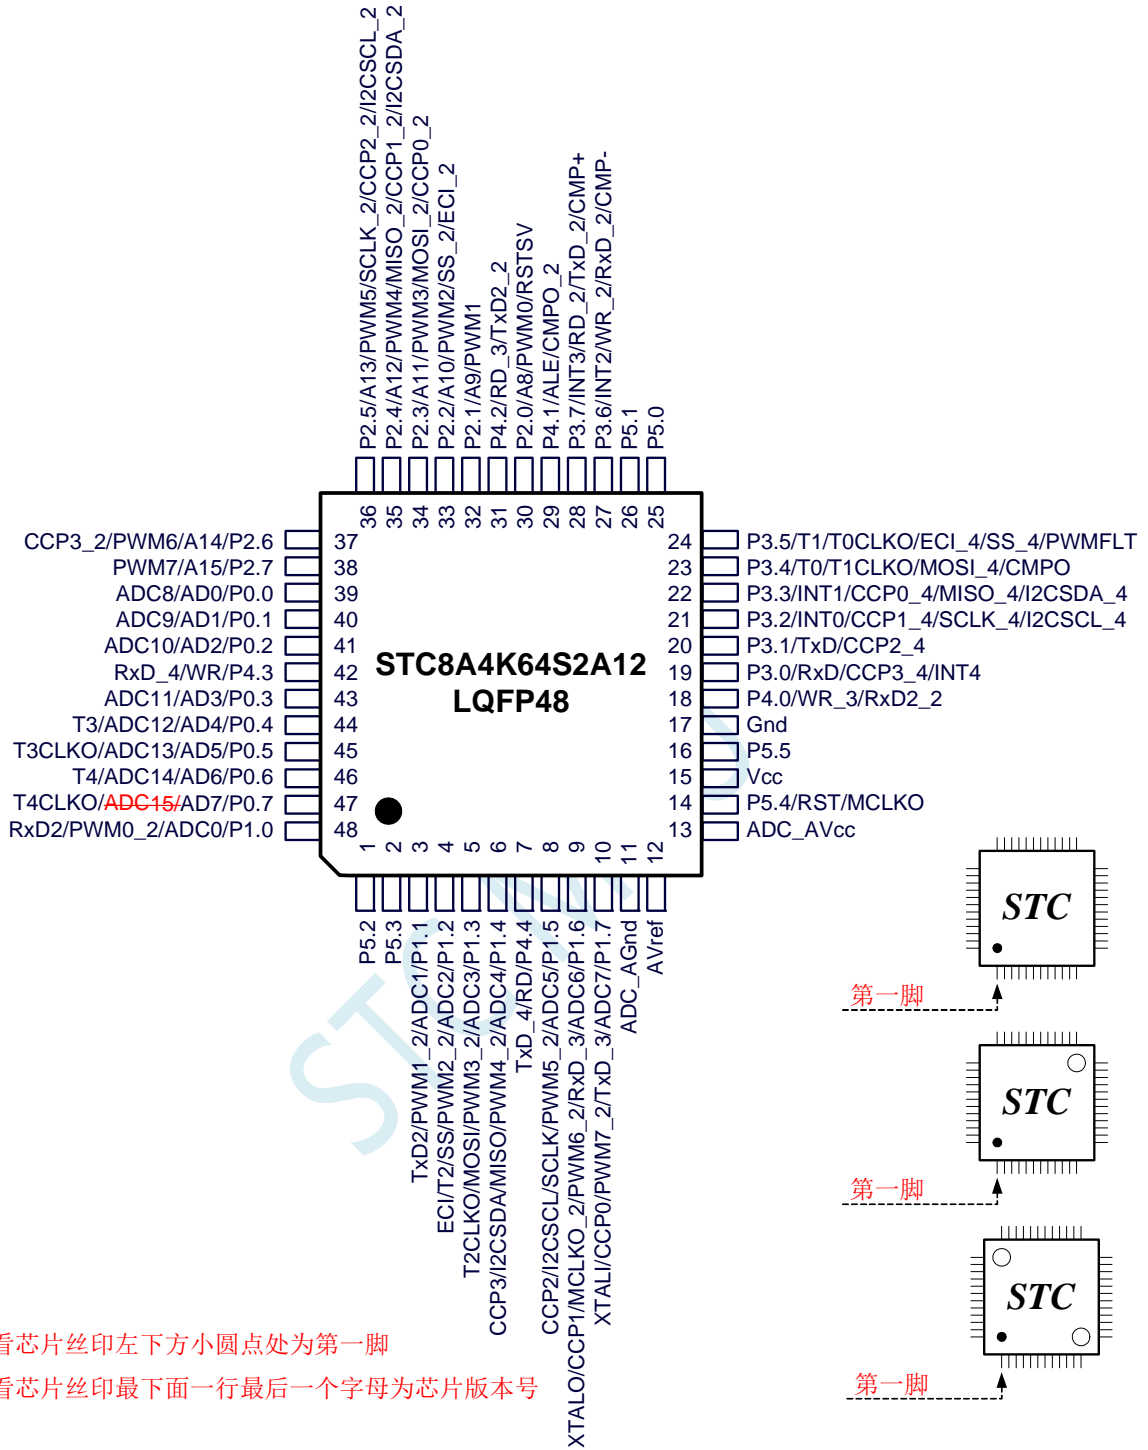 P2.5/A13/PWM5/SCLK_2/CCP2_2/I2CSCL_2
P2.4/A12/PWM4/MISO_2/CCP1_2/I2CSDA_2
P2.3/A11/PWM3/MOSI_2/CCP0_2
P2.2/A10/PWM2/SS_2/ECI_2
P2.1/A9/PWM1
P4.2/RD_3/TxD2_2
P2.0/A8/PWM0/RSTSV
P4.1/ALE/CMPO_2
P3.7/INT3/RD_2/TxD_2/CMP+
P3.6/INT2/WR_2/RxD_2/CMP-
P5.1
P5.0
36 35 34 33 32 31 30 29 28 27 26 25
CCP3_2/PWM6/A14/P2.6 37
PWM7/A15/P2.7 38
ADC8/AD0/P0.0 39
ADC9/AD1/P0.1 40
ADC10/AD2/P0.2 41
RxD_4/WR/P4.3 42
ADC11/AD3/P0.3 43
T3/ADC12/AD4/P0.4 44
T3CLKO/ADC13/AD5/P0.5 45
T4/ADC14/AD6/P0.6 46
T4CLKO/ADC15/AD7/P0.7 47
RxD2/PWM0_2/ADC0/P1.0 48
STC8A4K64S2A12
LQFP48
24 P3.5/T1/T0CLKO/ECI_4/SS_4/PWMFLT
23 P3.4/T0/T1CLKO/MOSI_4/CMPO
22 P3.3/INT1/CCP0_4/MISO_4/I2CSDA_4
21 P3.2/INT0/CCP1_4/SCLK_4/I2CSCL_4
20 P3.1/TxD/CCP2_4
19 P3.0/RxD/CCP3_4/INT4
18 P4.0/WR_3/RxD2_2
17 Gnd
16 P5.5
15 Vcc
14 P5.4/RST/MCLKO
13 ADC_AVcc
1 2 3 4 5 6 7 8 9 10 11 12
P5.2
P5.3
TxD2/PWM1_2/ADC1/P1.1
ECI/T2/SS/PWM2_2/ADC2/P1.2
T2CLKO/MOSI/PWM3_2/ADC3/P1.3
CCP3/I2CSDA/MISO/PWM4_2/ADC4/P1.4
TxD_4/RD/P4.4
CCP2/I2CSCL/SCLK/PWM5_2/ADC5/P1.5
XTALO/CCP1/MCLKO_2/PWM6_2/RxD_3/ADC6/P1.6
XTALI/CCP0/PWM7_2/TxD_3/ADC7/P1.7
ADC_AGnd
AVref
STC
第一脚
STC
第一脚
STC
第一脚
看芯片丝印左下方小圆点处为第一脚
看芯片丝印最下面一行最后一个字母为芯片版本号